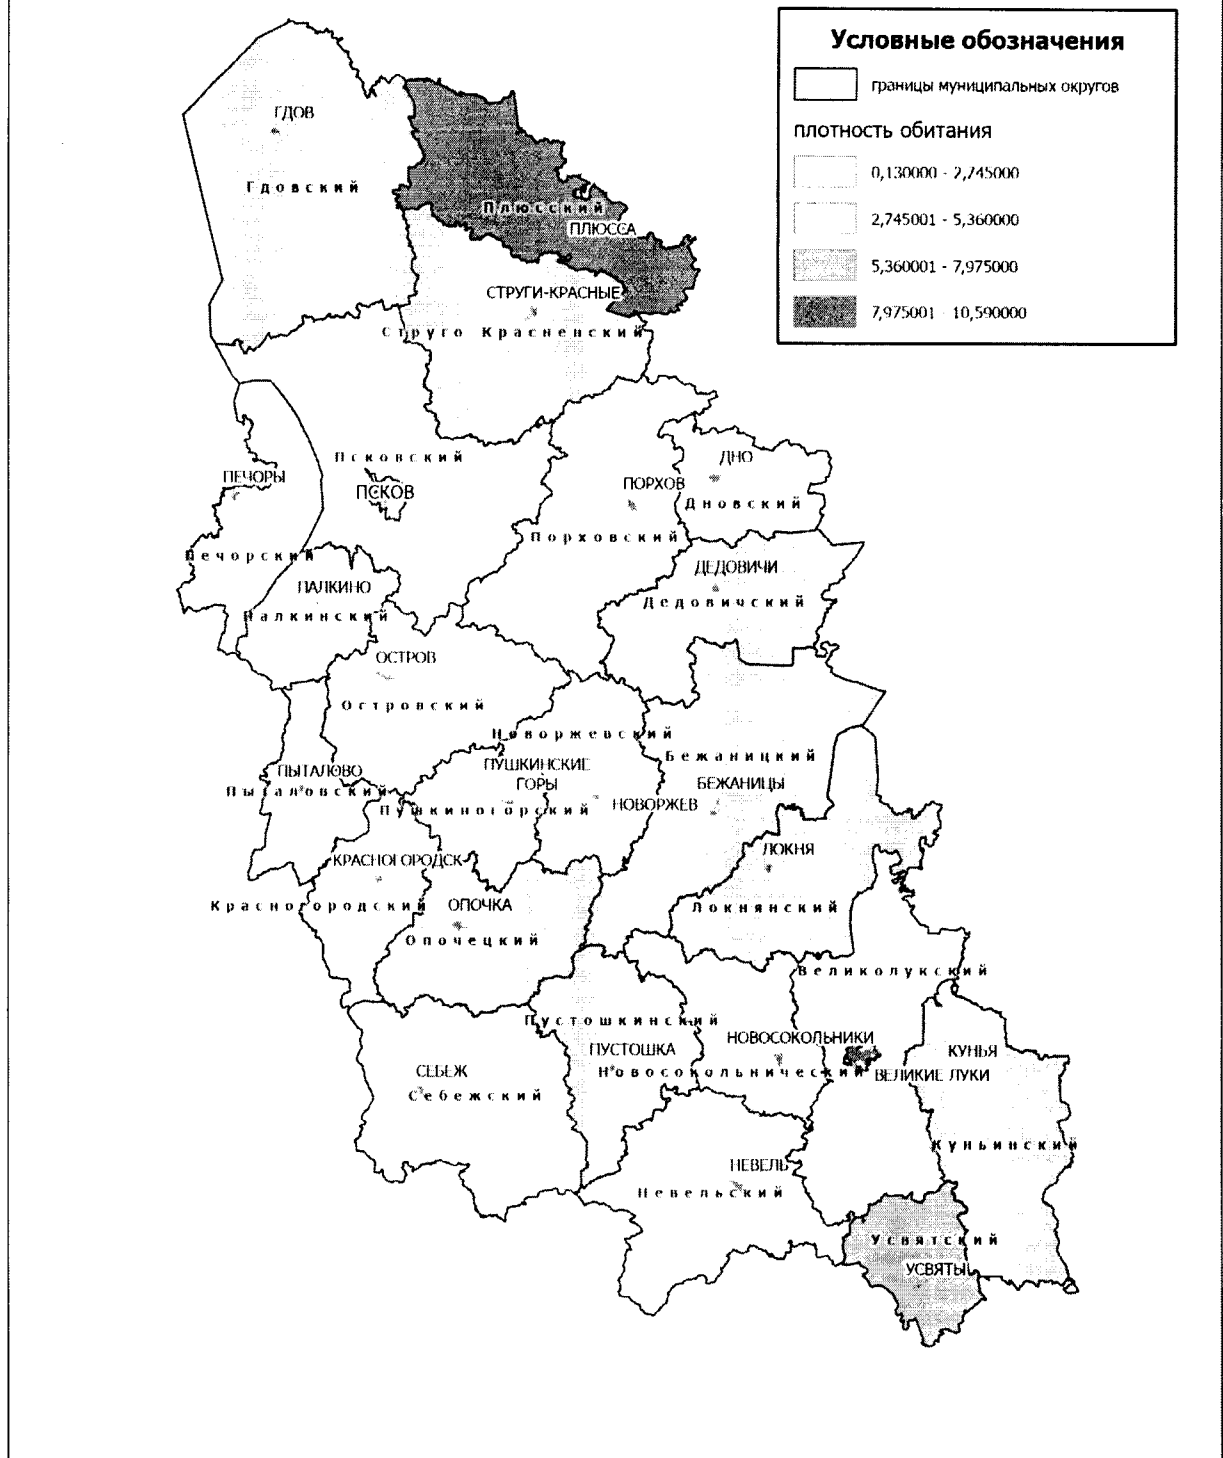 Условные обозначения
границы муниципальных округов
плотность обитания
0,130000 - 2,745000
2,745001 - 5,360000
5,360001 - 7,975000
7,975001 10,590000
ГДОВ
Гдовский
Плюсский
ПЛЮССА
СТРУГИ-КРАСНЫЕ
Струго Красненский
Псковский
ПСКОВ
ПЕЧОРЫ
Печорский
ДНО
Дновский
ПОРХОВ
Порховский
ДЕДОВИЧИ
Дедовичский
ПАЛКИНО
Палкинский
ОСТРОВ
Островский
Новоржевский
Бежаницкий
ПУШКИНСКИЕ
ГОРЫ
БЕЖАНИЦЫ
ПЫТАЛОВО
Пыталовский
Пушкиногорский
НОВОРЖЕВ
КРАСНОГОРОДСК
ЛОКНЯ
Красногородский
ОПОЧКА
Локнянский
Опочецкий
Великолукский
Пустошкинский
НОВОСОКОЛЬНИКИ
КУНЬЯ
ПУСТОШКА
СЕБЕЖ
Новосокольнический
ВЕЛИКИЕ ЛУКИ
Себежский
Куньинский
НЕВЕЛЬ
Невельский
Усвятский
УСВЯТЫ